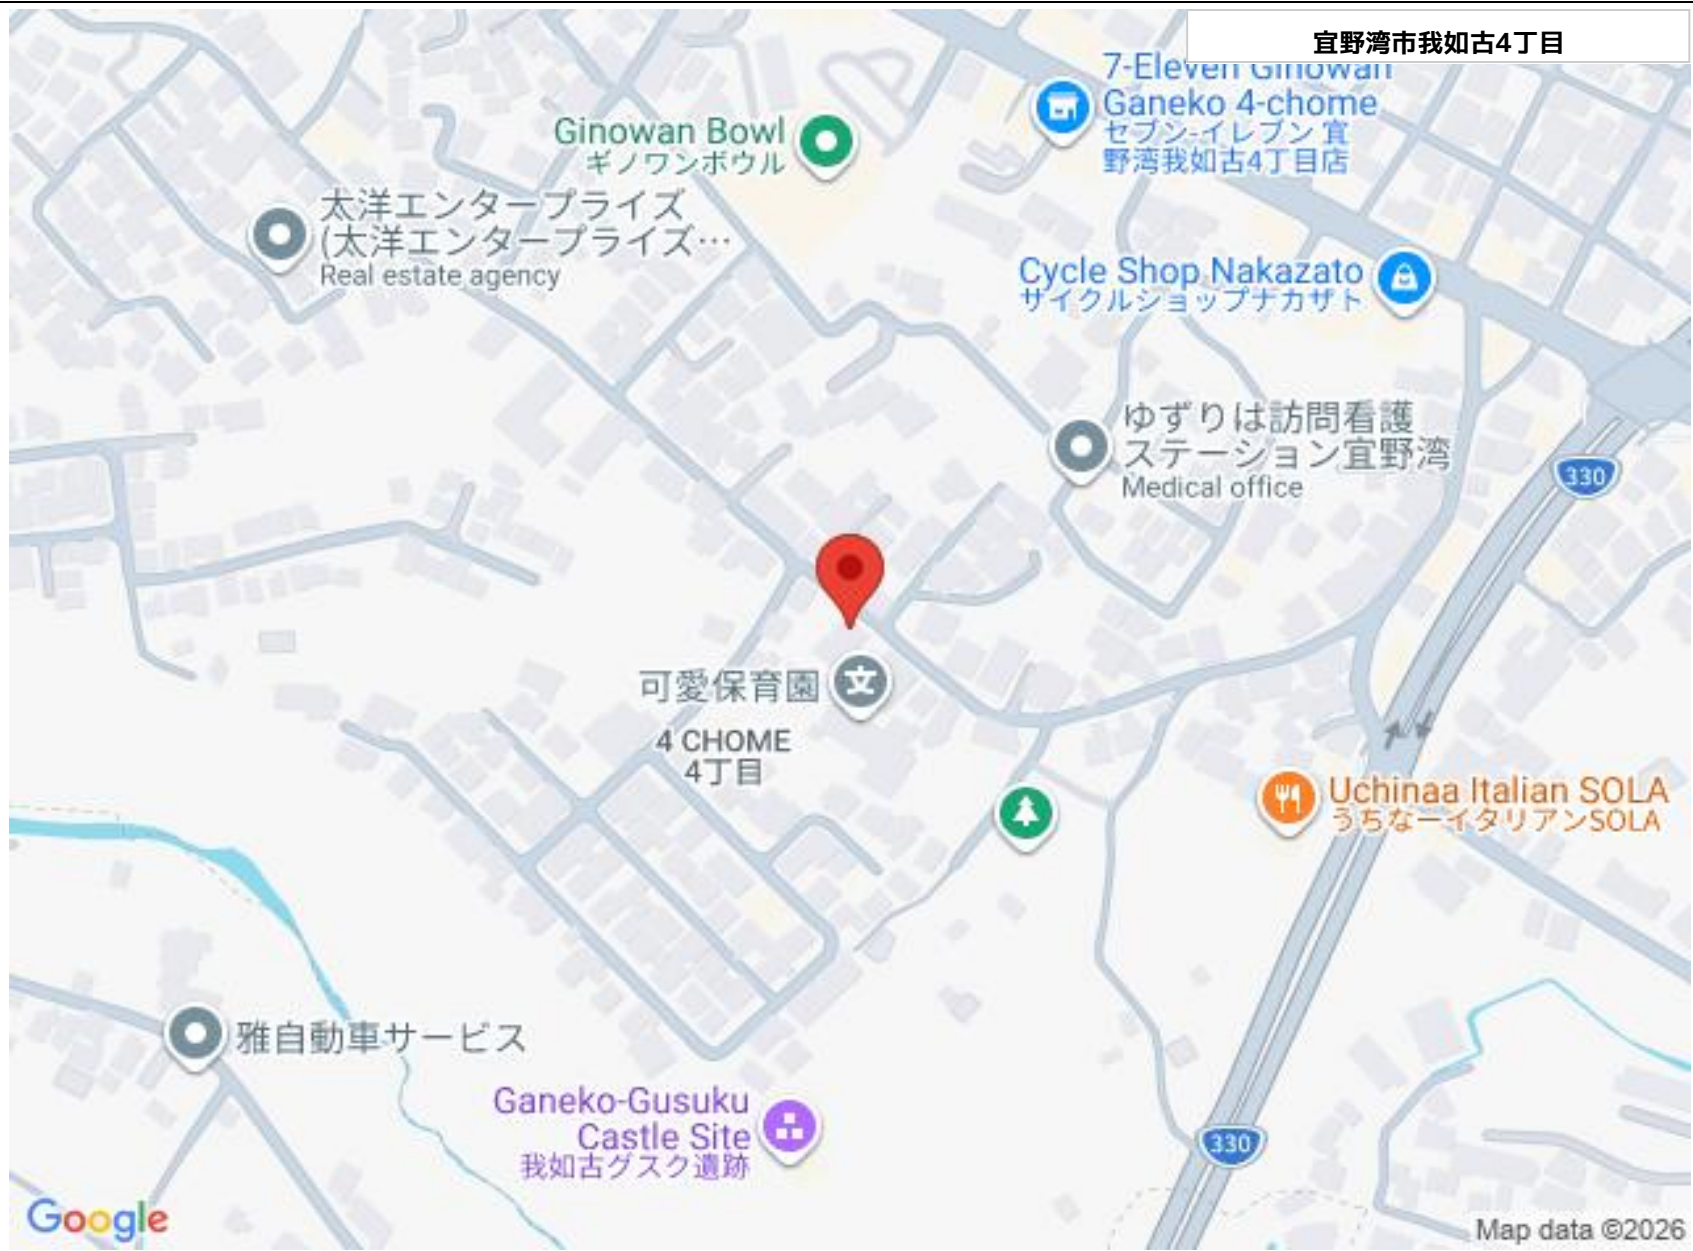 宜野湾市我如古4丁目
7-Eleven Ginowan
Ganeko 4-chome
セブン-イレブン 宜
野湾我如古4丁目店
Ginowan Bowl
ギノワンボウル
太洋エンタープライズ
(太洋エンタープライズ…
Real estate agency
Cycle Shop Nakazato
サイクルショップナカザト
ゆずりは訪問看護
ステーション宜野湾
Medical office
330
可愛保育園
文
4 CHOME
4丁目
Uchinaa Italian SOLA
うちなーイタリアンSOLA
雅自動車サービス
Ganeko-Gusuku
Castle Site
我如古グスク遺跡
330
Google
Map data ©2026